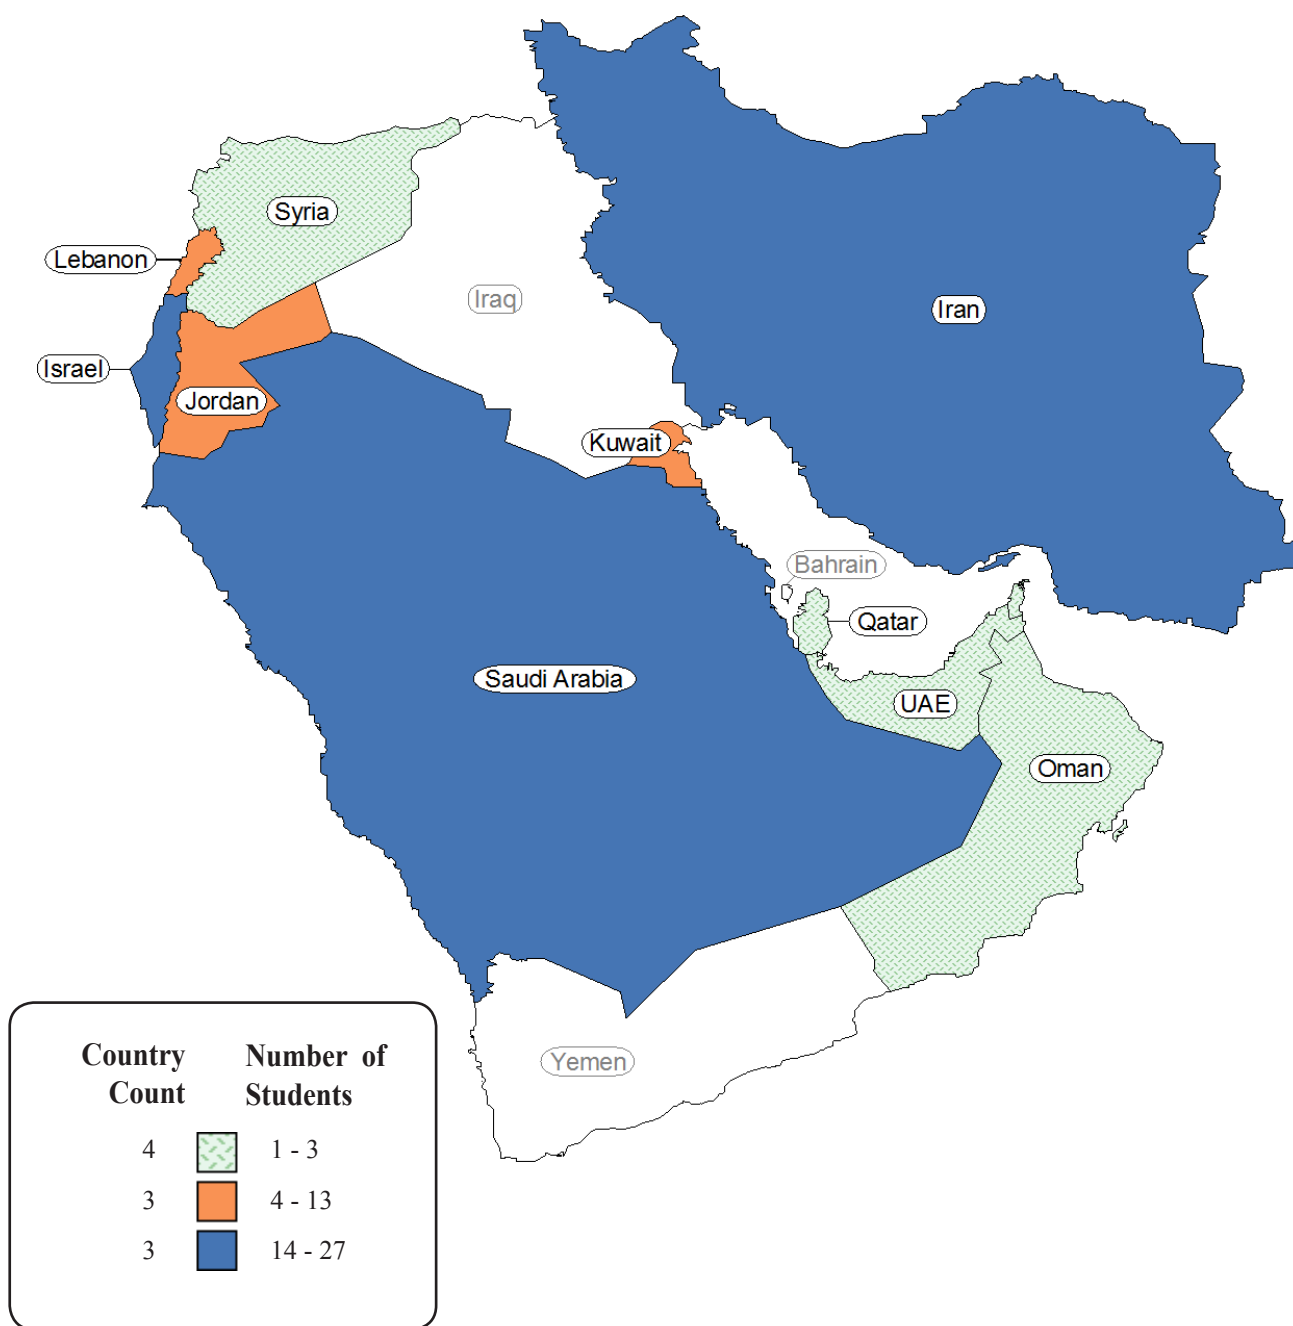 Syria
Lebanon
Iraq
Iran
Israel
Jordan
Kuwait
Bahrain
Qatar
Saudi Arabia
UAE
Oman
Yemen
Country Number of
Count Students
4 1 - 3
3 4 - 13
3 14 - 27